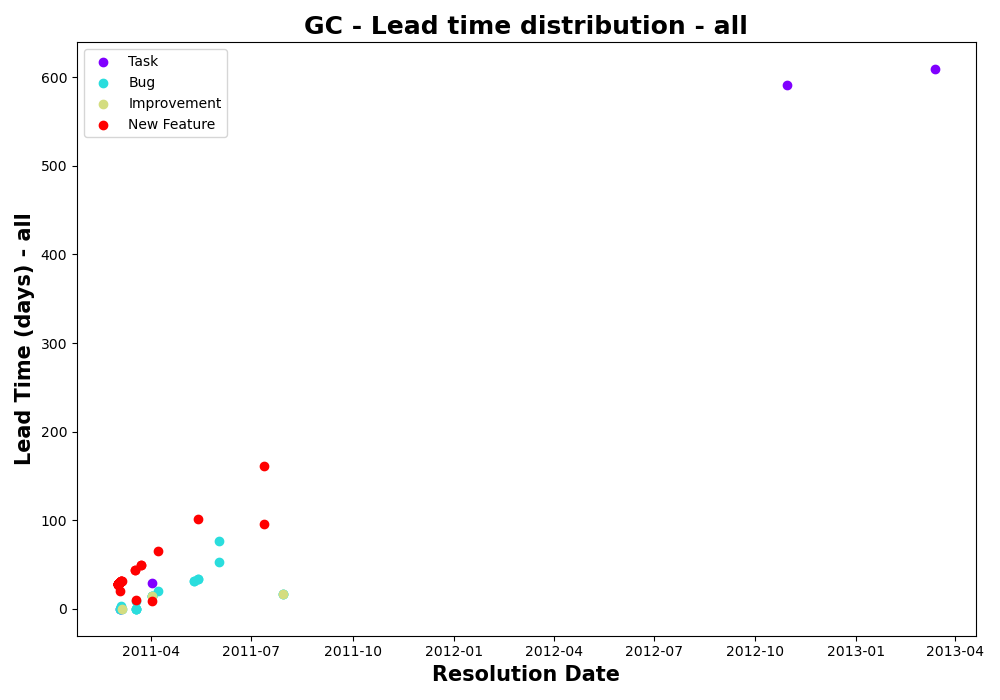 GC - Lead time distribution - all
Task
Bug
Improvement
New Feature
600
500
400
300
200
100
0
Lead Time (days) - all
2011-04 2011-07 2011-10 2012-01 2012-04 2012-07 2012-10 2013-01 2013-04
Resolution Date